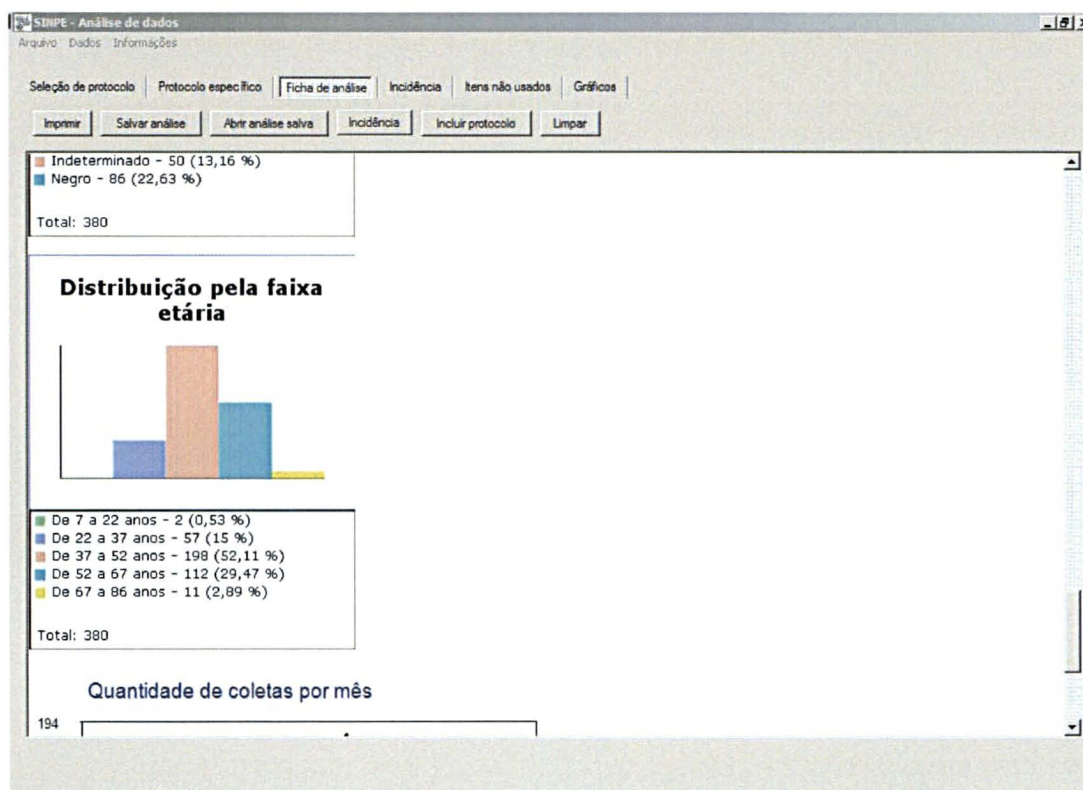 SINPE - Análise de dados
Arquivo Dados Informações
Seleção de protocolo Protocolo específico Ficha de análise Incidência Itens não usados Gráficos
Imprimir Salvar análise Abrir análise salva Incidência Incluir protocolo Limpar
Indeterminado - 50 (13,16 %)
Negro - 86 (22,63 %)
Total: 380
Distribuição pela faixa
etária
De 7 a 22 anos - 2 (0,53 %)
De 22 a 37 anos - 57 (15 %)
De 37 a 52 anos - 198 (52,11 %)
De 52 a 67 anos - 112 (29,47 %)
De 67 a 86 anos - 11 (2,89 %)
Total: 380
Quantidade de coletas por mês
194